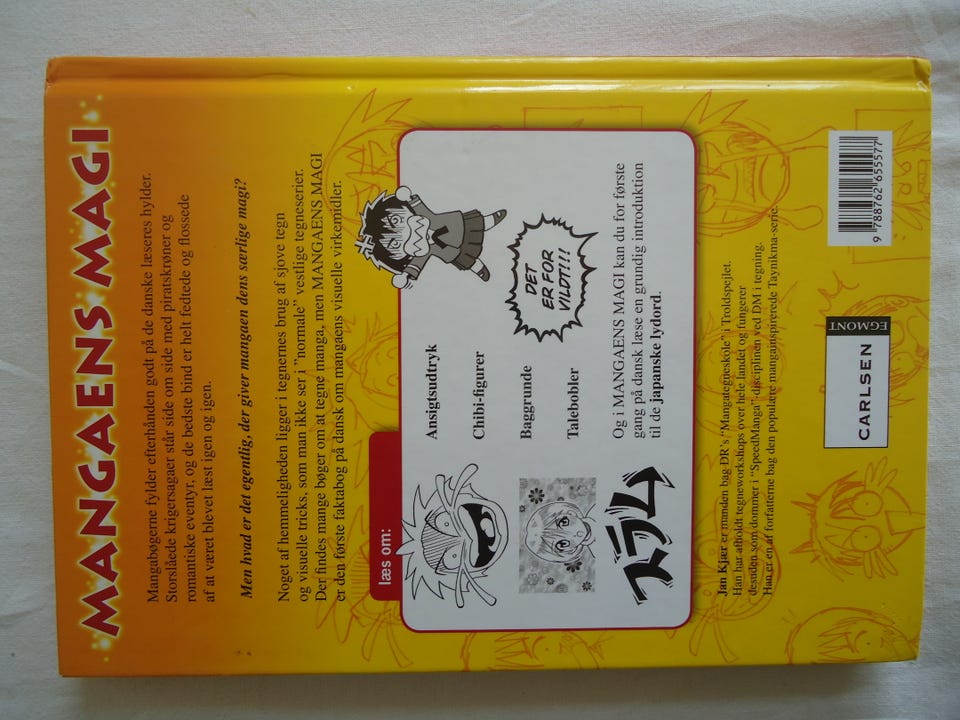 MANGAENS MAGI
Mangabøgerne fylder efterhånden godt på de danske læseres hylder.
Storslåede krigersagaer står side om side med piratskrøner og
romantiske eventyr, og de bedste bind er helt fedtede og flossede
af at været blevet læst igen og igen.
Men hvad er det egentlig, der giver mangaen dens særlige magi?
Noget af hemmeligheden ligger i tegnernes brug af sjove tegn
og visuelle tricks, som man ikke ser i "normale" vestlige tegneserier.
Der findes mange bøger om at tegne manga, men MANGAENS MAGI
er den første faktabog på dansk om mangaens visuelle virkemidler.
læs om:
Ansigtsudtryk
Chibi-figurer
Baggrunde
Talebobler
DET
ER FOR
VILDT!!!
ズラム
Og i MANGAENS MAGI kan du for første
gang på dansk læse en grundig introduktion
til de japanske lydord.
Jan Kjær er manden bag DR's "Mangategneskole" i Troldspejlet.
Han har afholdt tegneworkshops over hele landet og fungerer
desuden som dommer i "SpeedManga"-disciplinen ved DM i tegning.
Han er en af forfatterne bag den populære mangainspirerede Taynikma-serie.
CARLSEN
EGMONT
9 788762 655577